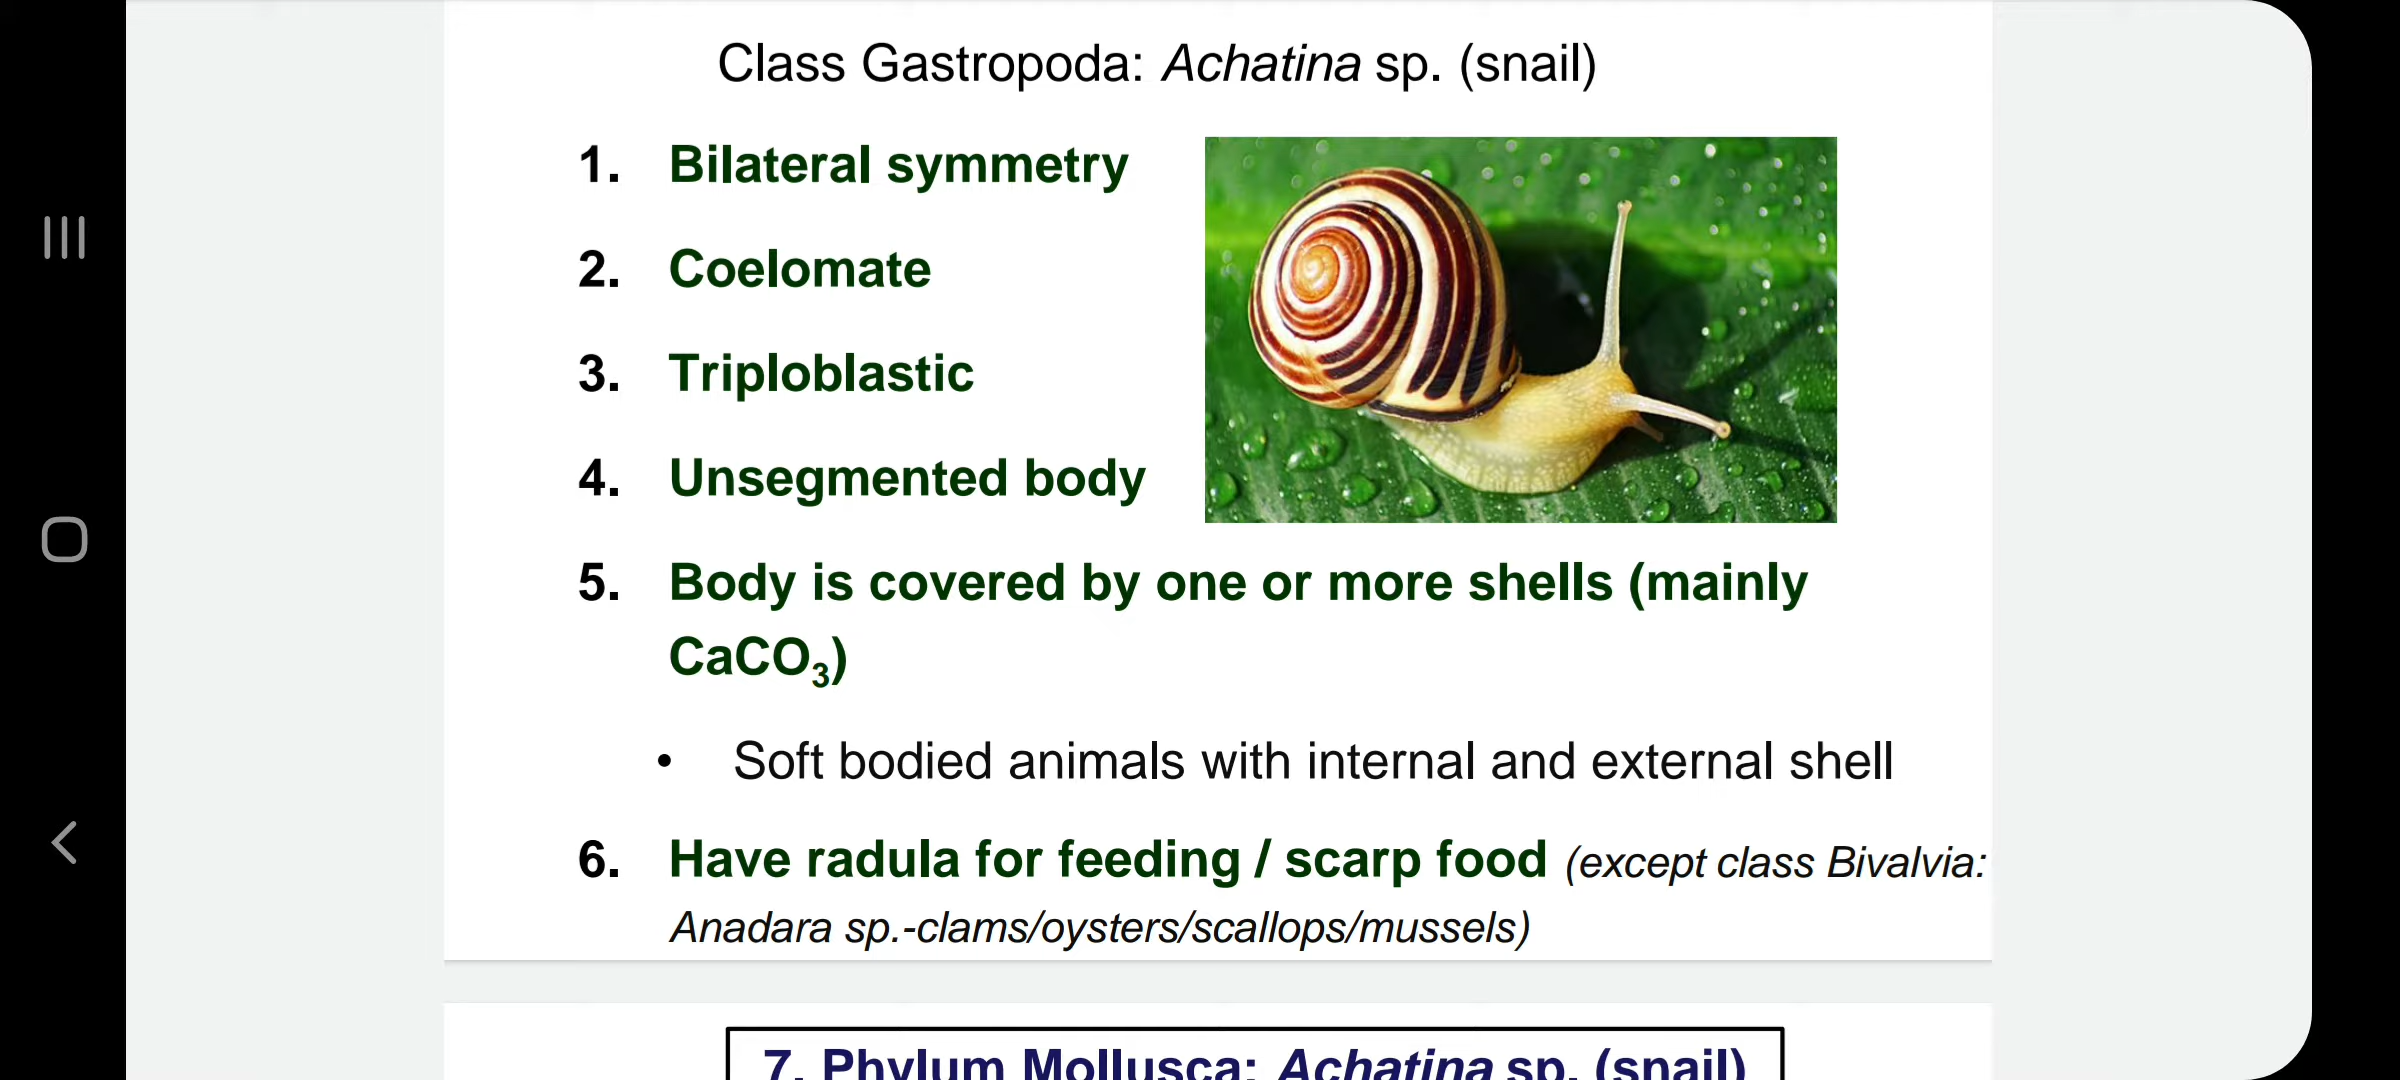 Class Gastropoda: Achatina sp. (snail)
1. Bilateral symmetry
2. Coelomate
3. Triploblastic
4. Unsegmented body
5. Body is covered by one or more shells (mainly
CaCO₃)
• Soft bodied animals with internal and external shell
6. Have radula for feeding / scarp food (except class Bivalvia:
Anadara sp.-clams/oysters/scallops/mussels)
7. Phylum Mollusca: Achatina sp. (snail)